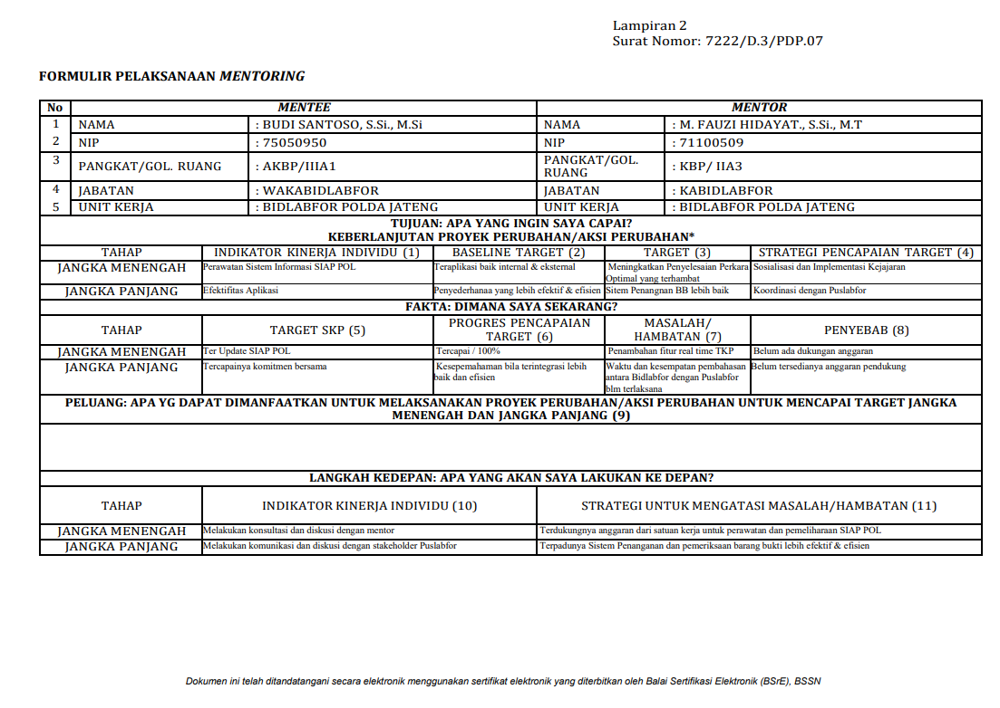 Lampiran 2
Surat Nomor: 7222/D.3/PDP.07
FORMULIR PELAKSANAAN MENTORING
No MENTEE MENTOR
1 NAMA : BUDI SANTOSO, S.Si., M.Si NAMA : M. FAUZI HIDAYAT., S.Si., M.T
2 NIP : 75050950 NIP : 71100509
3 PANGKAT/GOL. RUANG : AKBP/IIIA1 PANGKAT/GOL. RUANG : KBP/ IIA3
4 JABATAN : WAKABIDLABFOR JABATAN : KABIDLABFOR
5 UNIT KERJA : BIDLABFOR POLDA JATENG UNIT KERJA : BIDLABFOR POLDA JATENG
TUJUAN: APA YANG INGIN SAYA CAPAI?
KEBERLANJUTAN PROYEK PERUBAHAN/AKSI PERUBAHAN*
TAHAP INDIKATOR KINERJA INDIVIDU (1) BASELINE TARGET (2) TARGET (3) STRATEGI PENCAPAIAN TARGET (4)
JANGKA MENENGAH Perawatan Sistem Informasi SIAP POL Teraplikasi baik internal & eksternal Meningkatkan Penyelesaian Perkara Optimal yang terhambat Sosialisasi dan Implementasi Kejajaran
JANGKA PANJANG Efektifitas Aplikasi Penyederhanaa yang lebih efektif & efisien Sitem Penangnan BB lebih baik Koordinasi dengan Puslabfor
FAKTA: DIMANA SAYA SEKARANG?
TAHAP TARGET SKP (5) PROGRES PENCAPAIAN TARGET (6) MASALAH/ HAMBATAN (7) PENYEBAB (8)
JANGKA MENENGAH Ter Update SIAP POL Tercapai / 100% Penambahan fitur real time TKP Belum ada dukungan anggaran
JANGKA PANJANG Tercapainya komitmen bersama Kesepemahaman bila terintegrasi lebih baik dan efisien Waktu dan kesempatan pembahasan antara Bidlabfor dengan Puslabfor blm terlaksana Belum tersedianya anggaran pendukung
PELUANG: APA YG DAPAT DIMANFAATKAN UNTUK MELAKSANAKAN PROYEK PERUBAHAN/AKSI PERUBAHAN UNTUK MENCAPAI TARGET JANGKA
MENENGAH DAN JANGKA PANJANG (9)
LANGKAH KEDEPAN: APA YANG AKAN SAYA LAKUKAN KE DEPAN?
TAHAP INDIKATOR KINERJA INDIVIDU (10) STRATEGI UNTUK MENGATASI MASALAH/HAMBATAN (11)
JANGKA MENENGAH Melakukan konsultasi dan diskusi dengan mentor Terdukungnya anggaran dari satuan kerja untuk perawatan dan pemeliharaan SIAP POL
JANGKA PANJANG Melakukan komunikasi dan diskusi dengan stakeholder Puslabfor Terpadunya Sistem Penanganan dan pemeriksaan barang bukti lebih efektif & efisien
Dokumen ini telah ditandatangani secara elektronik menggunakan sertifikat elektronik yang diterbitkan oleh Balai Sertifikasi Elektronik (BSrE), BSSN